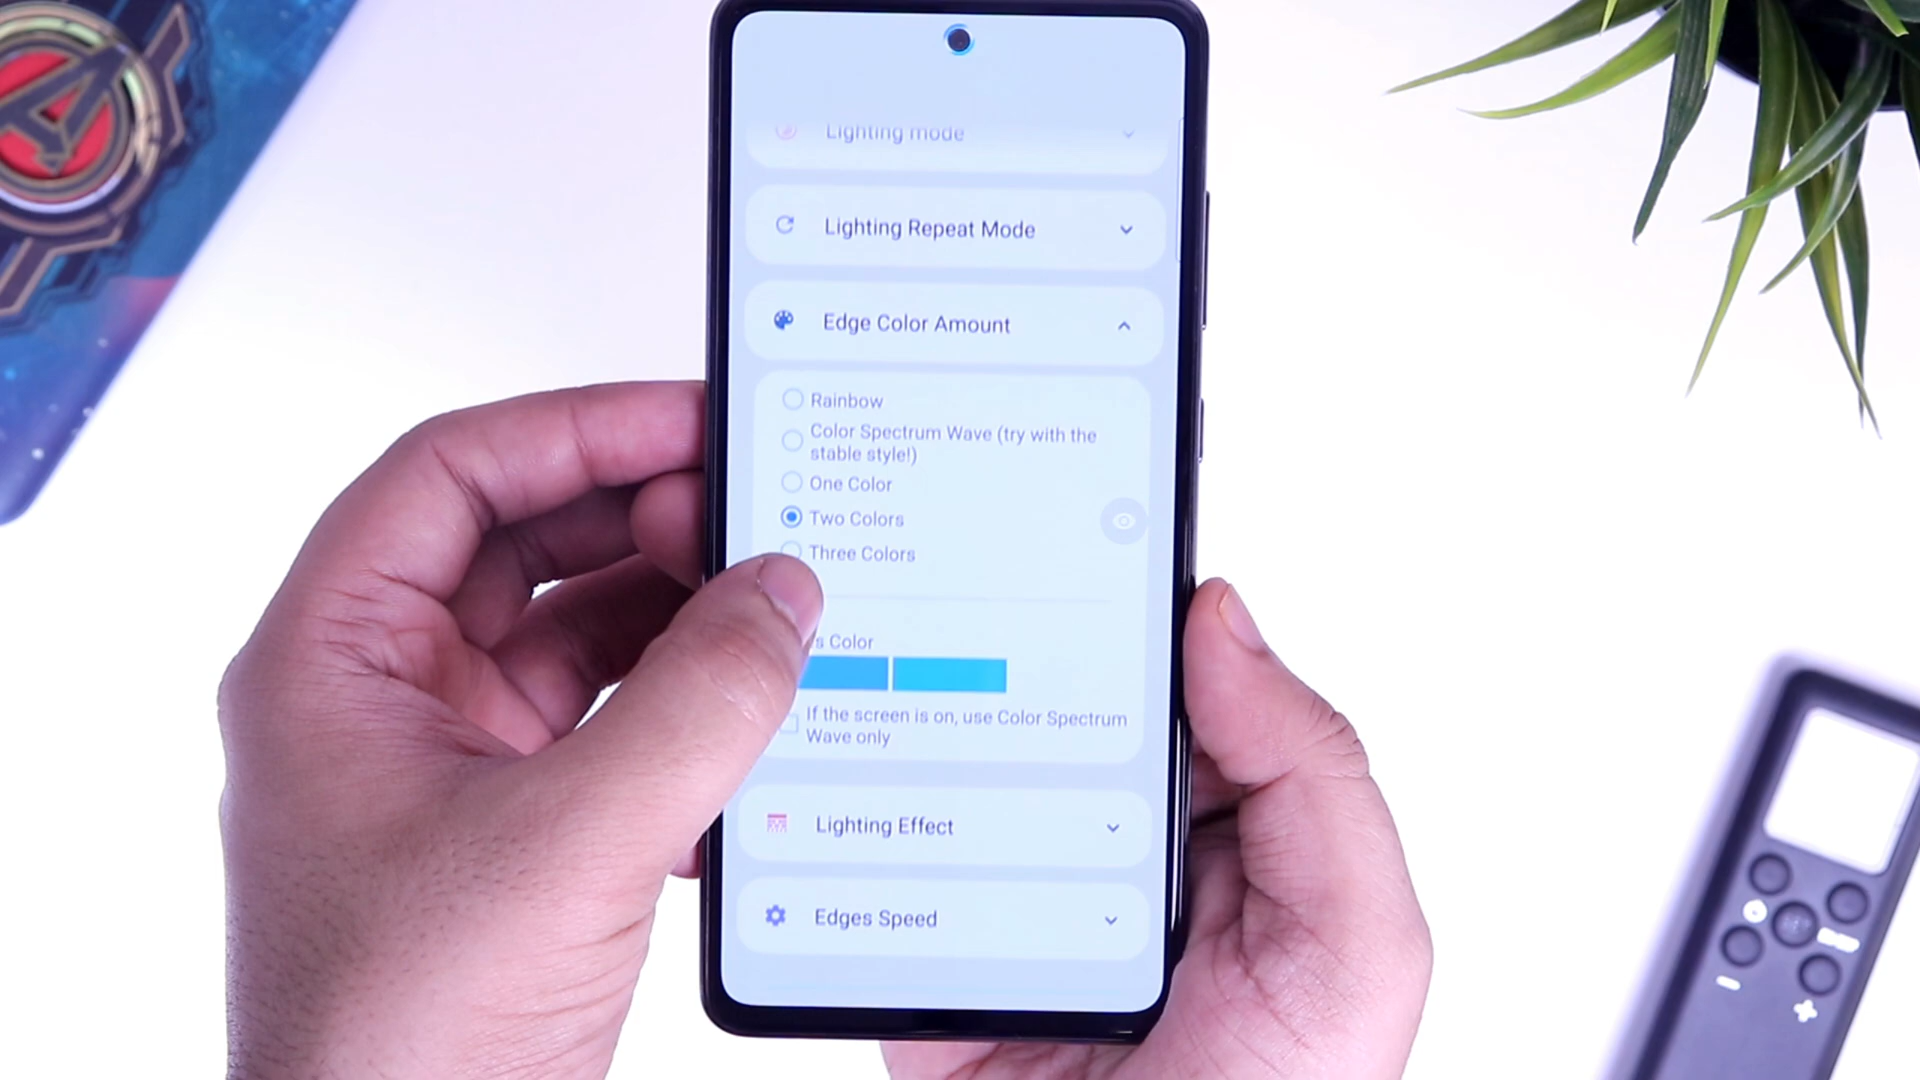 Lighting mode
Lighting Repeat Mode
Edge Color Amount
Rainbow
Color Spectrum Wave (try with the
stable style!)
One Color
Two Colors
Three Colors
s Color
If the screen is on, use Color Spectrum
Wave only
Lighting Effect
Edges Speed